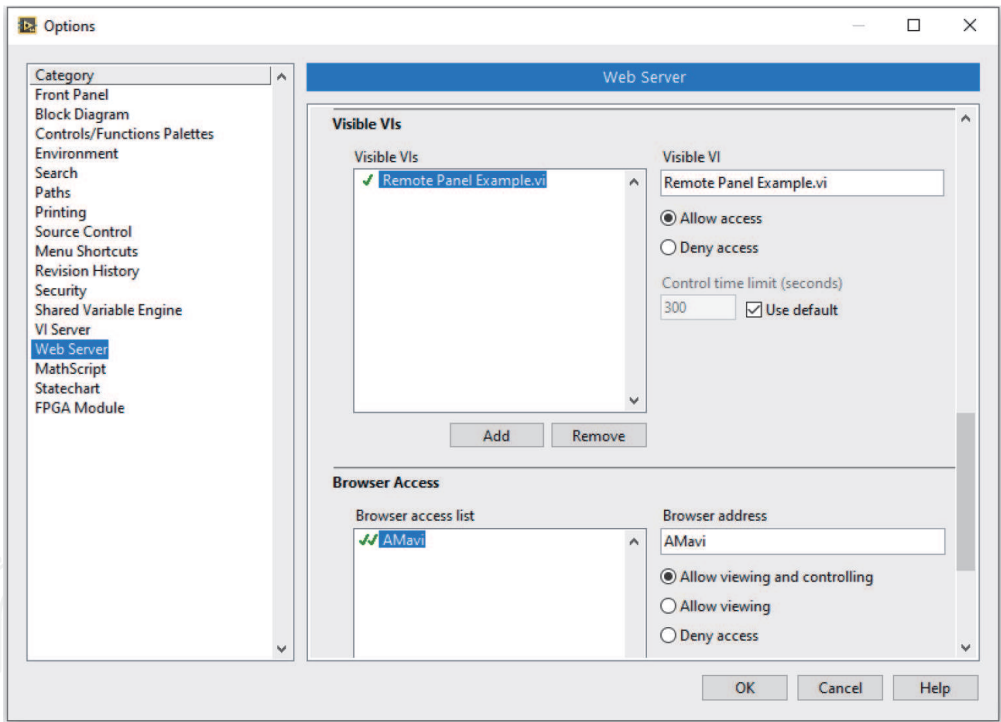 Options
Category
Front Panel
Block Diagram
Controls/Functions Palettes
Environment
Search
Paths
Printing
Source Control
Menu Shortcuts
Revision History
Security
Shared Variable Engine
VI Server
Web Server
MathScript
Statechart
FPGA Module
Web Server
Visible VIs
Visible VIs
Remote Panel Example.vi
Visible VI
Remote Panel Example.vi
Allow access
Deny access
Control time limit (seconds)
300 Use default
Add Remove
Browser Access
Browser access list
AMavi
Browser address
AMavi
Allow viewing and controlling
Allow viewing
Deny access
OK Cancel Help